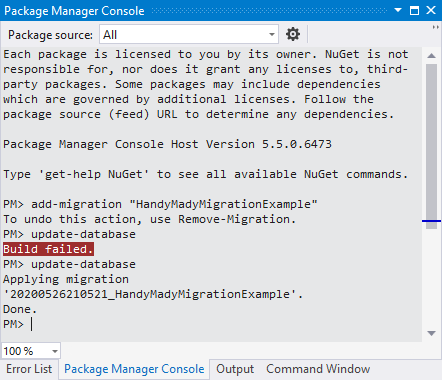 Package Manager Console
Package source: All
Each package is licensed to you by its owner. NuGet is not
responsible for, nor does it grant any licenses to, third-
party packages. Some packages may include dependencies
which are governed by additional licenses. Follow the
package source (feed) URL to determine any dependencies.
Package Manager Console Host Version 5.5.0.6473
Type 'get-help NuGet' to see all available NuGet commands.
PM> add-migration "HandyMadyMigrationExample"
To undo this action, use Remove-Migration.
PM> update-database
Build failed.
PM> update-database
Applying migration
'20200526210521_HandyMadyMigrationExample'.
Done.
PM>
100 %
Error List Package Manager Console Output Command Window